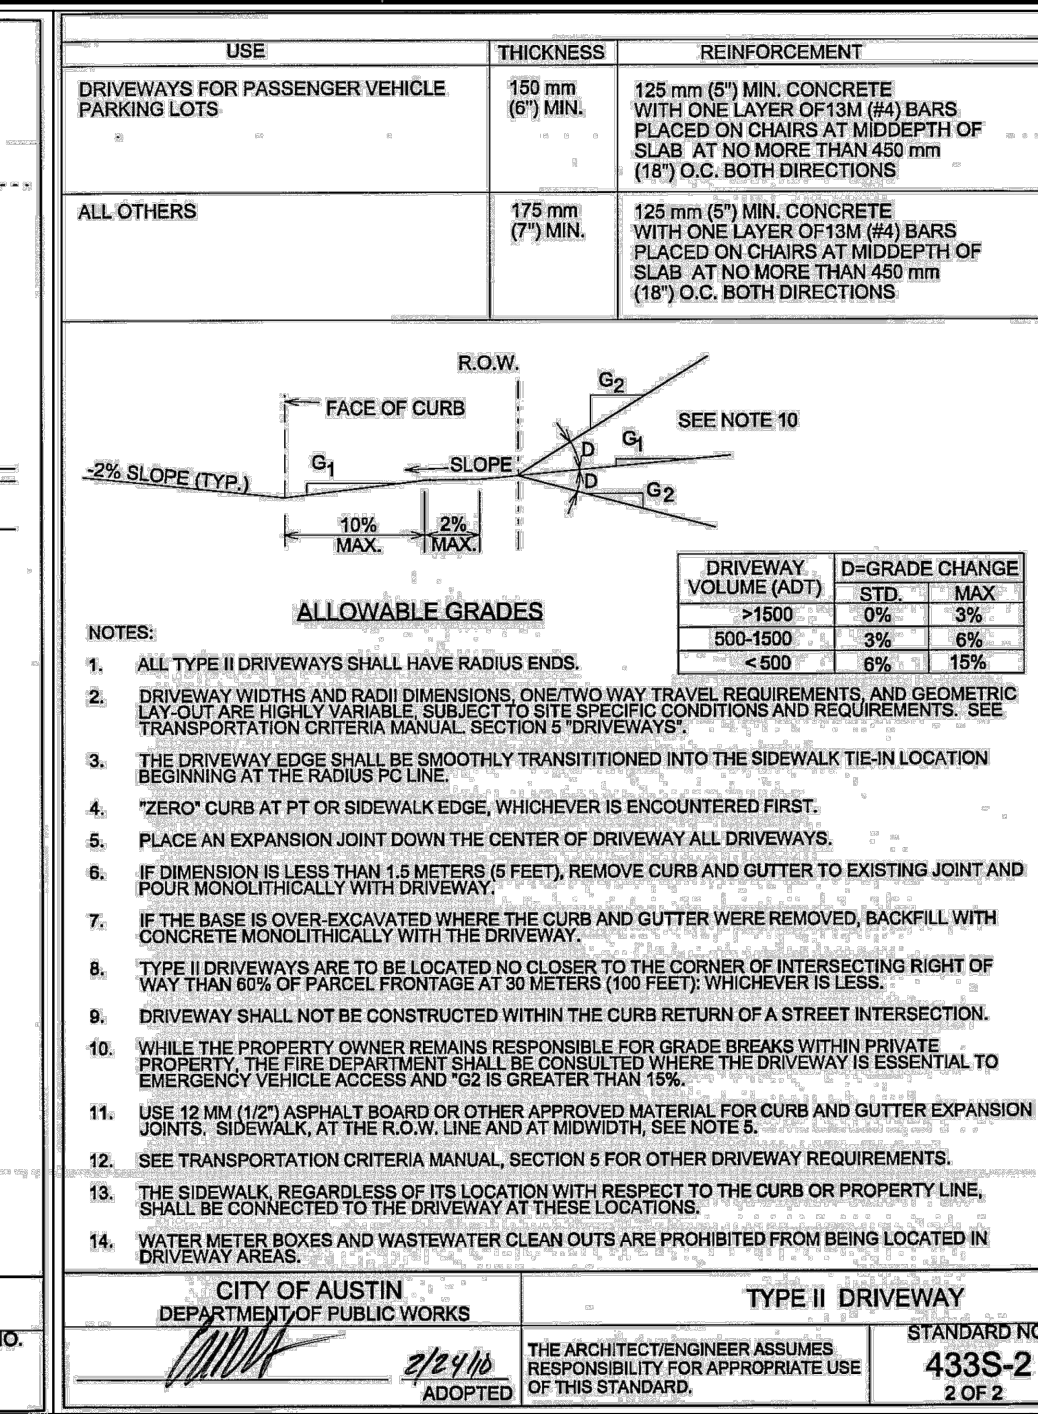 USE THICKNESS REINFORCEMENT
DRIVEWAYS FOR PASSENGER VEHICLE
PARKING LOTS
150 mm
(6") MIN.
125 mm (5") MIN. CONCRETE
WITH ONE LAYER OF13M (#4) BARS
PLACED ON CHAIRS AT MIDDEPTH OF
SLAB AT NO MORE THAN 450 mm
(18") O.C. BOTH DIRECTIONS
ALL OTHERS
175 mm
(7") MIN.
125 mm (5") MIN. CONCRETE
WITH ONE LAYER OF13M (#4) BARS
PLACED ON CHAIRS AT MIDDEPTH OF
SLAB AT NO MORE THAN 450 mm
(18") O.C. BOTH DIRECTIONS
R.O.W.
FACE OF CURB
G2
SEE NOTE 10
-2% SLOPE (TYP.)
G1
SLOPE
D
G1
D
G2
10%
MAX.
2%
MAX.
DRIVEWAY
VOLUME (ADT)
D=GRADE CHANGE
STD. MAX
>1500 0% 3%
500-1500 3% 6%
<500 6% 15%
ALLOWABLE GRADES
NOTES:
1. ALL TYPE II DRIVEWAYS SHALL HAVE RADIUS ENDS.
2. DRIVEWAY WIDTHS AND RADII DIMENSIONS, ONE/TWO WAY TRAVEL REQUIREMENTS, AND GEOMETRIC
LAY-OUT ARE HIGHLY VARIABLE, SUBJECT TO SITE SPECIFIC CONDITIONS AND REQUIREMENTS. SEE
TRANSPORTATION CRITERIA MANUAL. SECTION 5 "DRIVEWAYS".
3. THE DRIVEWAY EDGE SHALL BE SMOOTHLY TRANSITITIONED INTO THE SIDEWALK TIE-IN LOCATION
BEGINNING AT THE RADIUS PC LINE.
4. "ZERO" CURB AT PT OR SIDEWALK EDGE, WHICHEVER IS ENCOUNTERED FIRST.
5. PLACE AN EXPANSION JOINT DOWN THE CENTER OF DRIVEWAY ALL DRIVEWAYS.
6. IF DIMENSION IS LESS THAN 1.5 METERS (5 FEET), REMOVE CURB AND GUTTER TO EXISTING JOINT AND
POUR MONOLITHICALLY WITH DRIVEWAY.
7. IF THE BASE IS OVER-EXCAVATED WHERE THE CURB AND GUTTER WERE REMOVED, BACKFILL WITH
CONCRETE MONOLITHICALLY WITH THE DRIVEWAY.
8. TYPE II DRIVEWAYS ARE TO BE LOCATED NO CLOSER TO THE CORNER OF INTERSECTING RIGHT OF
WAY THAN 60% OF PARCEL FRONTAGE AT 30 METERS (100 FEET): WHICHEVER IS LESS.
9. DRIVEWAY SHALL NOT BE CONSTRUCTED WITHIN THE CURB RETURN OF A STREET INTERSECTION.
10. WHILE THE PROPERTY OWNER REMAINS RESPONSIBLE FOR GRADE BREAKS WITHIN PRIVATE
PROPERTY, THE FIRE DEPARTMENT SHALL BE CONSULTED WHERE THE DRIVEWAY IS ESSENTIAL TO
EMERGENCY VEHICLE ACCESS AND "G2 IS GREATER THAN 15%.
11. USE 12 MM (1/2") ASPHALT BOARD OR OTHER APPROVED MATERIAL FOR CURB AND GUTTER EXPANSION
JOINTS. SIDEWALK, AT THE R.O.W. LINE AND AT MIDWIDTH, SEE NOTE 5.
12. SEE TRANSPORTATION CRITERIA MANUAL, SECTION 5 FOR OTHER DRIVEWAY REQUIREMENTS.
13. THE SIDEWALK, REGARDLESS OF ITS LOCATION WITH RESPECT TO THE CURB OR PROPERTY LINE,
SHALL BE CONNECTED TO THE DRIVEWAY AT THESE LOCATIONS.
14. WATER METER BOXES AND WASTEWATER CLEAN OUTS ARE PROHIBITED FROM BEING LOCATED IN
DRIVEWAY AREAS.
CITY OF AUSTIN
DEPARTMENT OF PUBLIC WORKS
2/24/10
ADOPTED
TYPE II DRIVEWAY
THE ARCHITECT/ENGINEER ASSUMES
RESPONSIBILITY FOR APPROPRIATE USE
OF THIS STANDARD.
STANDARD NO
433S-2
2 OF 2